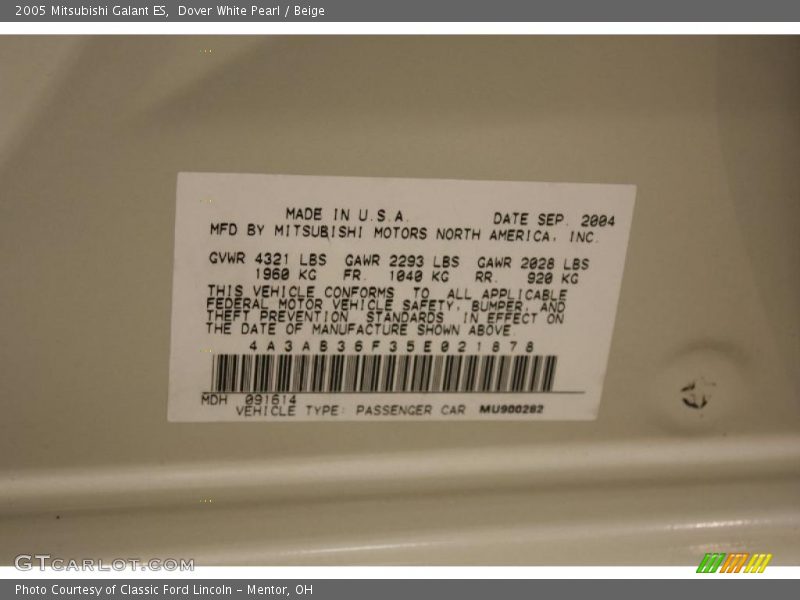 2005 Mitsubishi Galant ES, Dover White Pearl / Beige
MADE IN U.S.A. DATE SEP. 2004
MFD BY MITSUBISHI MOTORS NORTH AMERICA, INC.
GVWR 4321 LBS GAWR 2293 LBS GAWR 2028 LBS
1960 KG FR. 1040 KG RR. 920 KG
THIS VEHICLE CONFORMS TO ALL APPLICABLE
FEDERAL MOTOR VEHICLE SAFETY, BUMPER, AND
THEFT PREVENTION STANDARDS IN EFFECT ON
THE DATE OF MANUFACTURE SHOWN ABOVE.
4A3AB36F35E021878
MDH 091614
VEHICLE TYPE: PASSENGER CAR MU900282
GTCARLOT.COM
Photo Courtesy of Classic Ford Lincoln - Mentor, OH